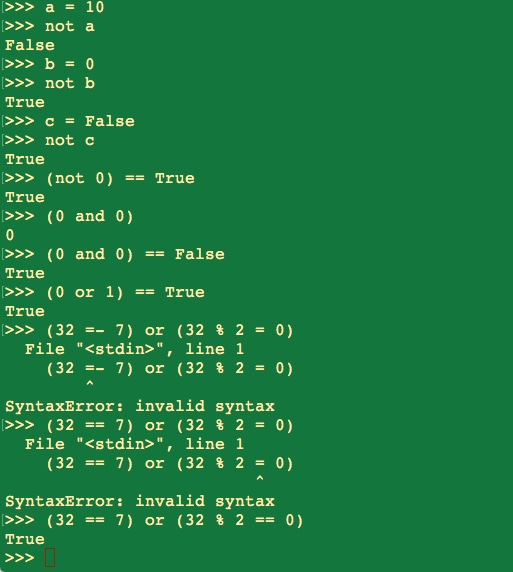 >>> a = 10
>>> not a
False
>>> b = 0
>>> not b
True
>>> c = False
>>> not c
True
>>> (not 0) == True
True
>>> (0 and 0)
0
>>> (0 and 0) == False
True
>>> (0 or 1) == True
True
>>> (32 =- 7) or (32 % 2 = 0)
  File "<stdin>", line 1
    (32 =- 7) or (32 % 2 = 0)
        ^
SyntaxError: invalid syntax
>>> (32 == 7) or (32 % 2 = 0)
  File "<stdin>", line 1
    (32 == 7) or (32 % 2 = 0)
                         ^
SyntaxError: invalid syntax
>>> (32 == 7) or (32 % 2 == 0)
True
>>>